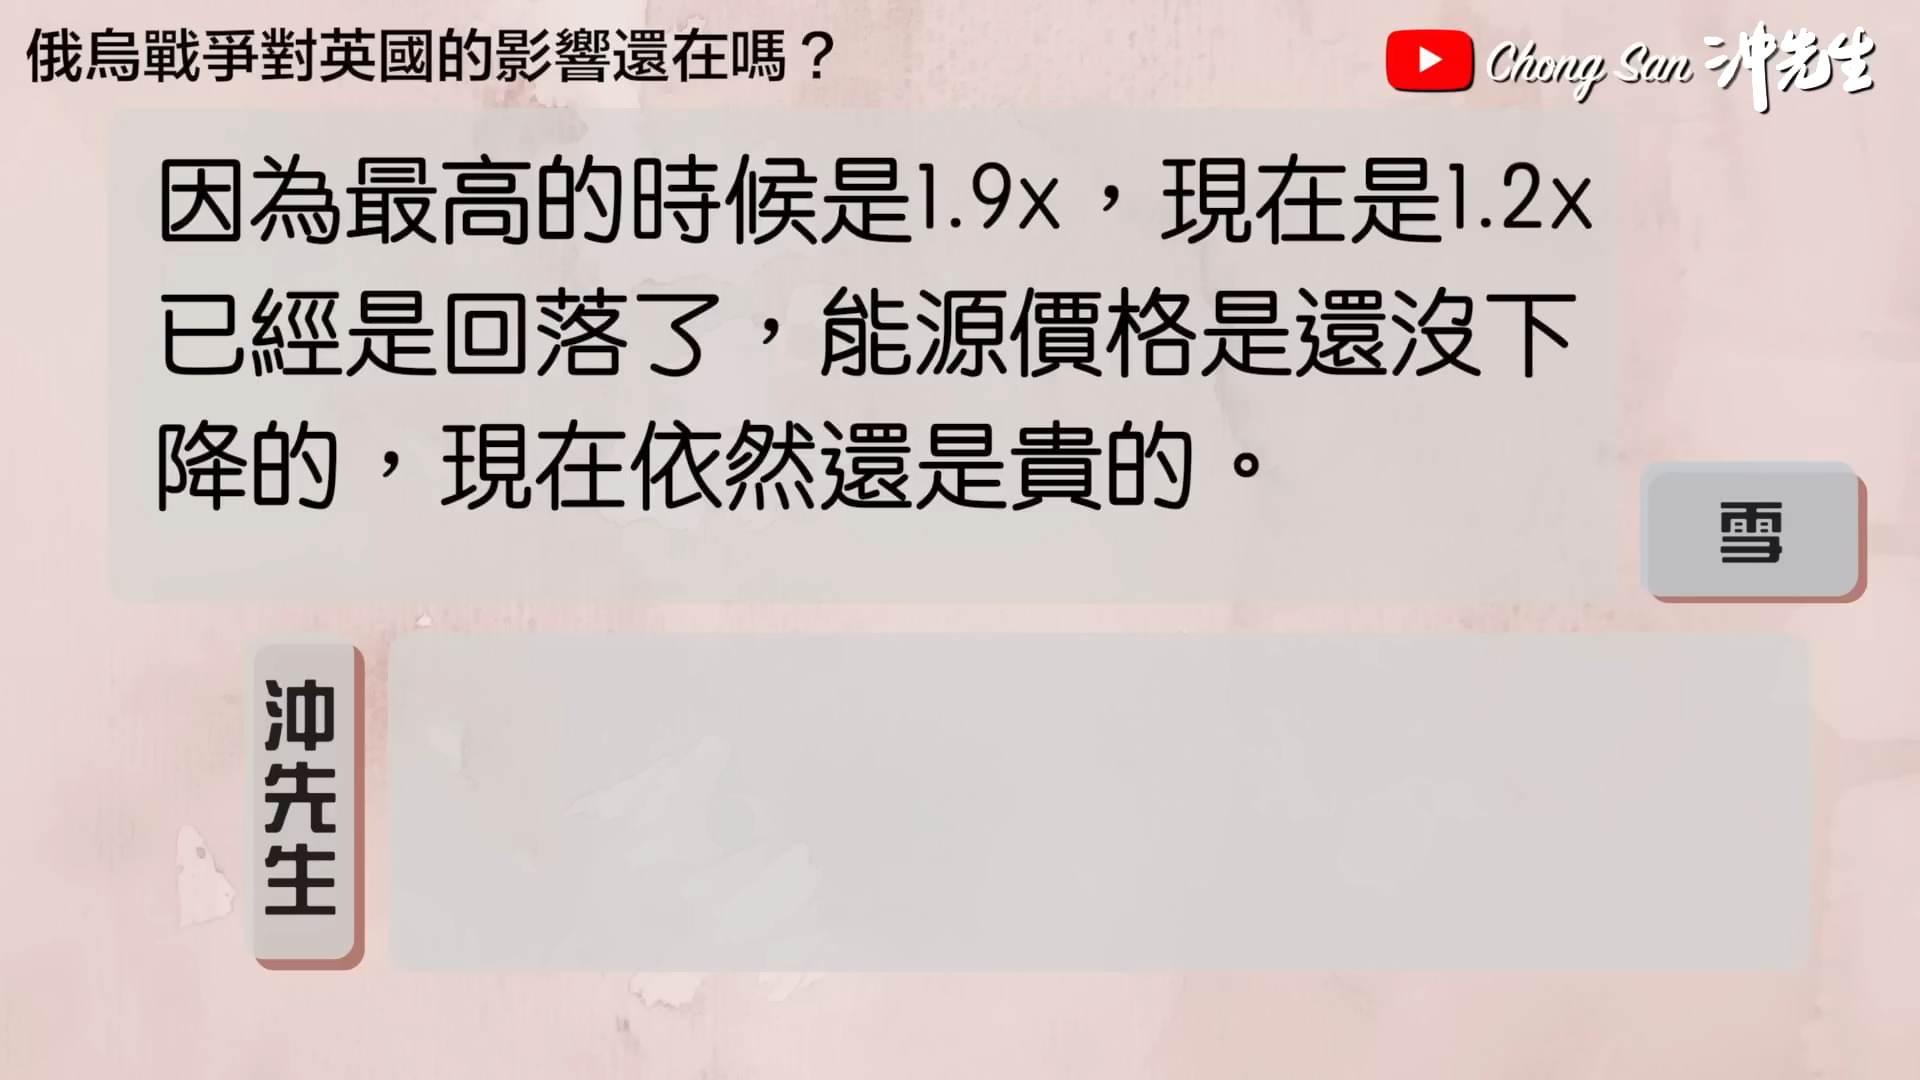 俄烏戰爭對英國的影響還在嗎？
Chong San 沖先生
因為最高的時候是1.9x，現在是1.2x
已經是回落了，能源價格是還沒下
降的，現在依然還是貴的。
雪
沖先生